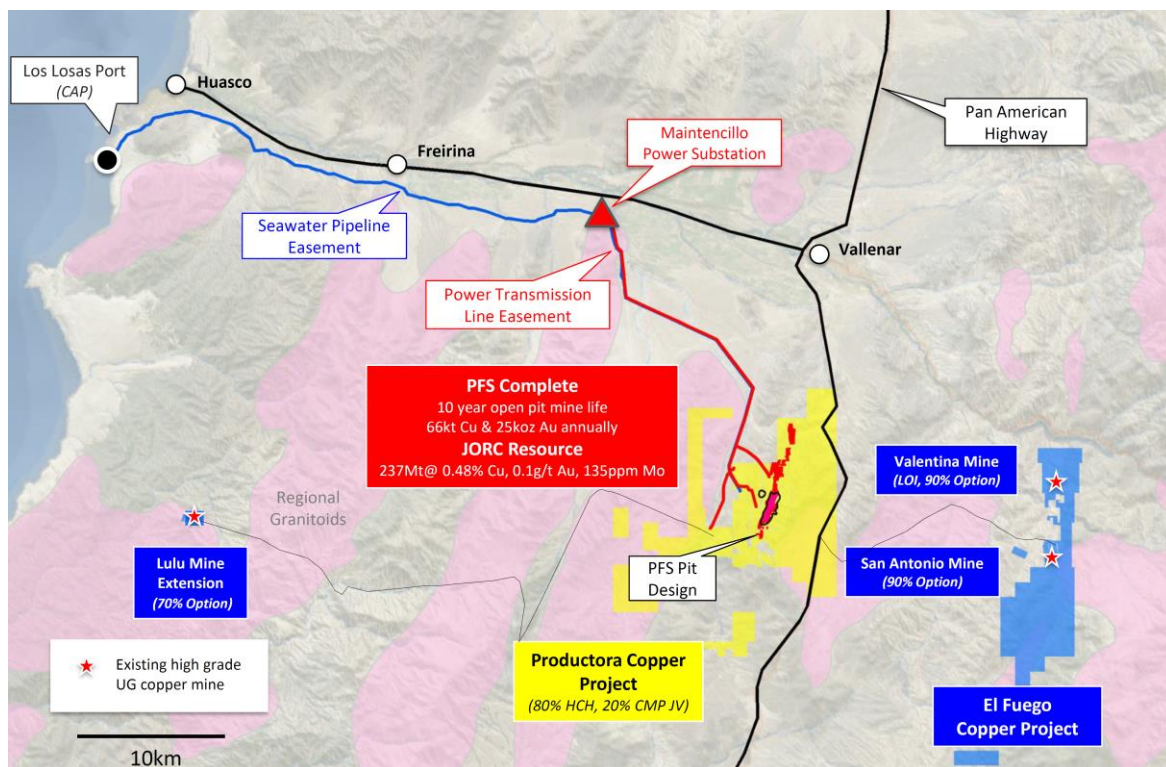 Los Losas Port
(CAP)
Huasco
Freirina
Maintencillo
Power Substation
Pan American
Highway
Seawater Pipeline
Easement
Vallenar
Power Transmission
Line Easement
PFS Complete
10 year open pit mine life
66kt Cu & 25koz Au annually
JORC Resource
237Mt@ 0.48% Cu, 0.1g/t Au, 135ppm Mo
Regional
Granitoids
Valentina Mine
(LOI, 90% Option)
Lulu Mine
Extension
(70% Option)
PFS Pit
Design
San Antonio Mine
(90% Option)
Existing high grade
UG copper mine
Productora Copper
Project
(80% HCH, 20% CMP JV)
El Fuego
Copper Project
10km